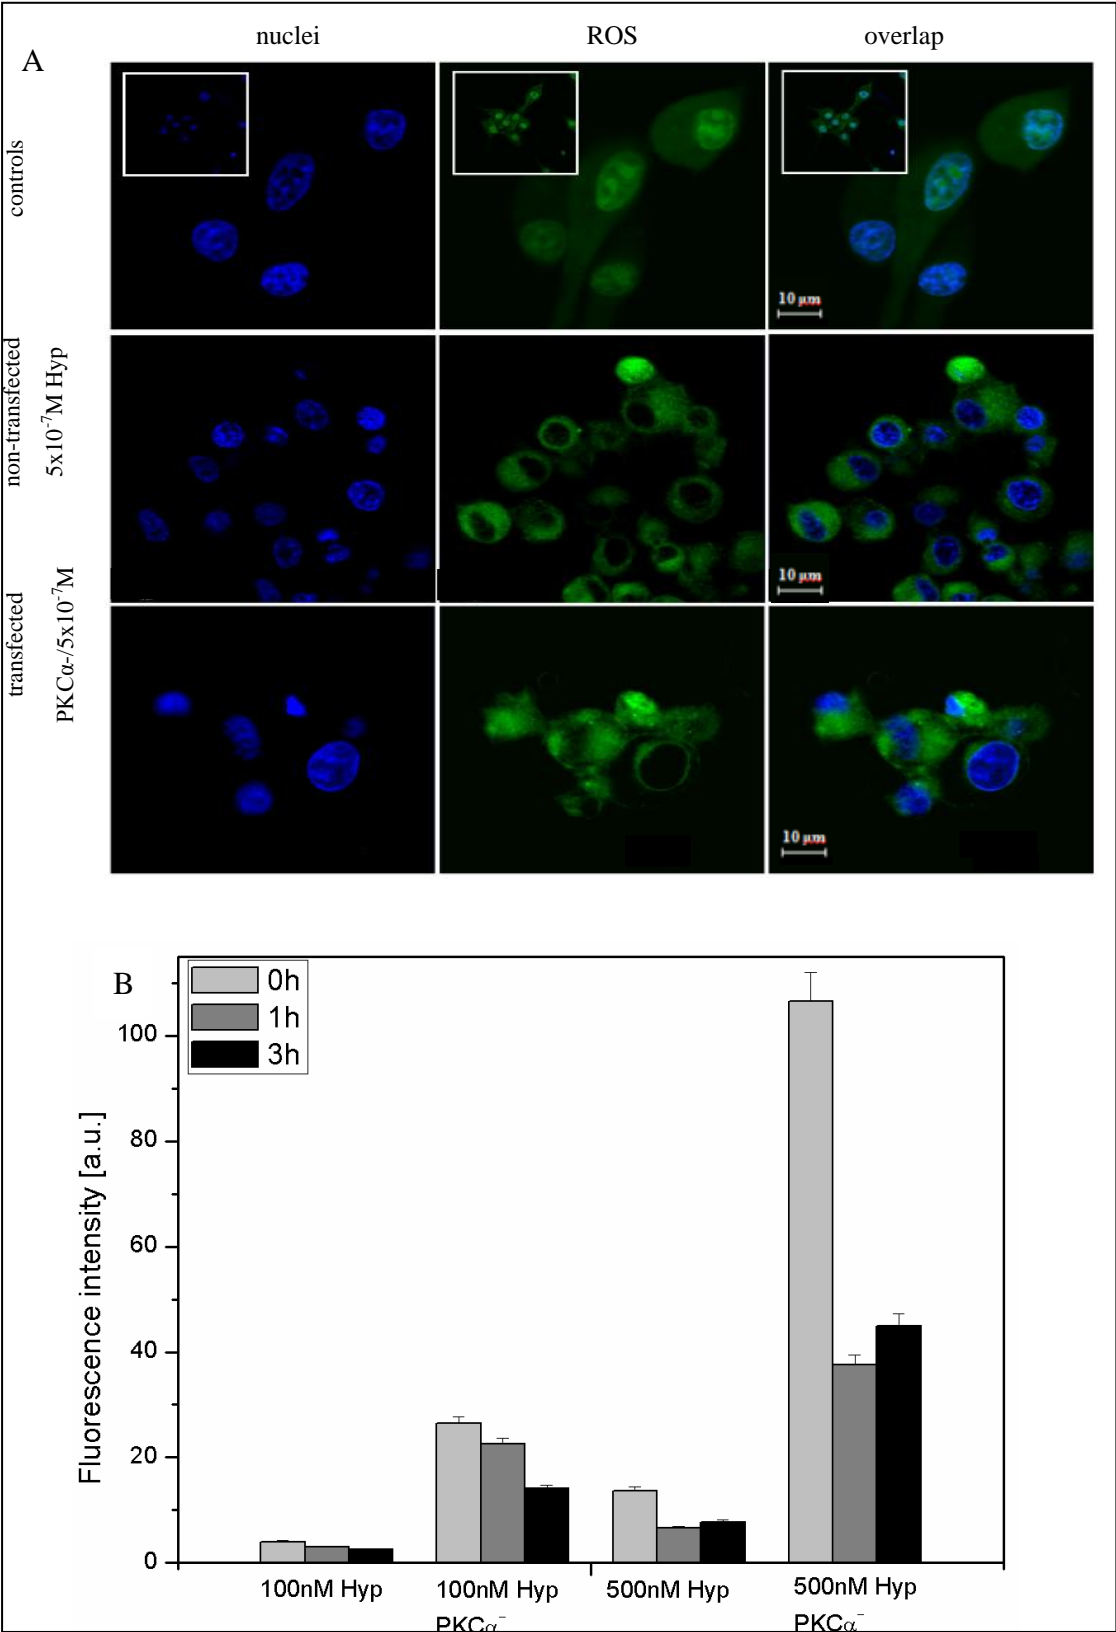 nuclei ROS overlap
A
controls
10 µm
non-transfected
5x10⁻⁷M Hyp
10 µm
transfected
PKCα-/5x10⁻⁷M
10 µm
B
0h
1h
3h
Fluorescence intensity [a.u.]
100
80
60
40
20
0
100nM Hyp 100nM Hyp 500nM Hyp 500nM Hyp
PKCα⁻ PKCα⁻